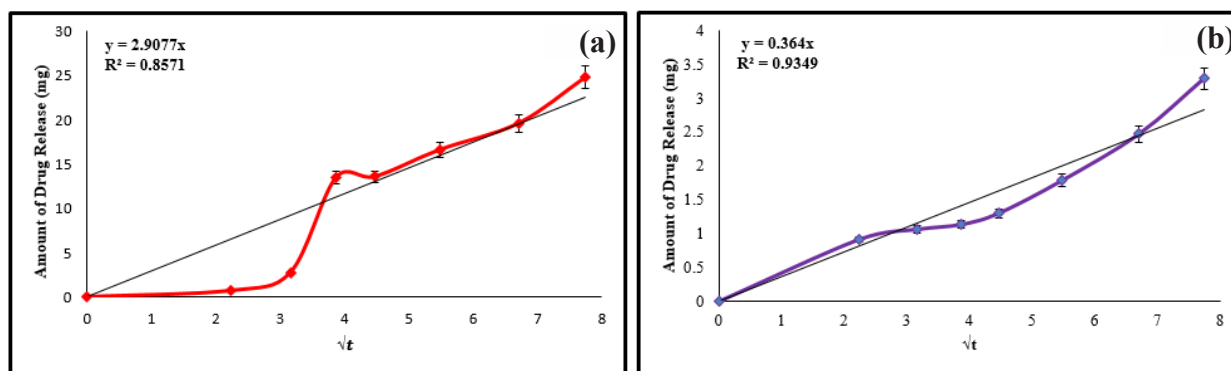 y = 2.9077x
R² = 0.8571
(a)
Amount of Drug Release (mg)
30
25
20
15
10
5
0
0 1 2 3 4 5 6 7 8
√t
y = 0.364x
R² = 0.9349
(b)
Amount of Drug Release (mg)
4
3.5
3
2.5
2
1.5
1
0.5
0
0 1 2 3 4 5 6 7 8
√t